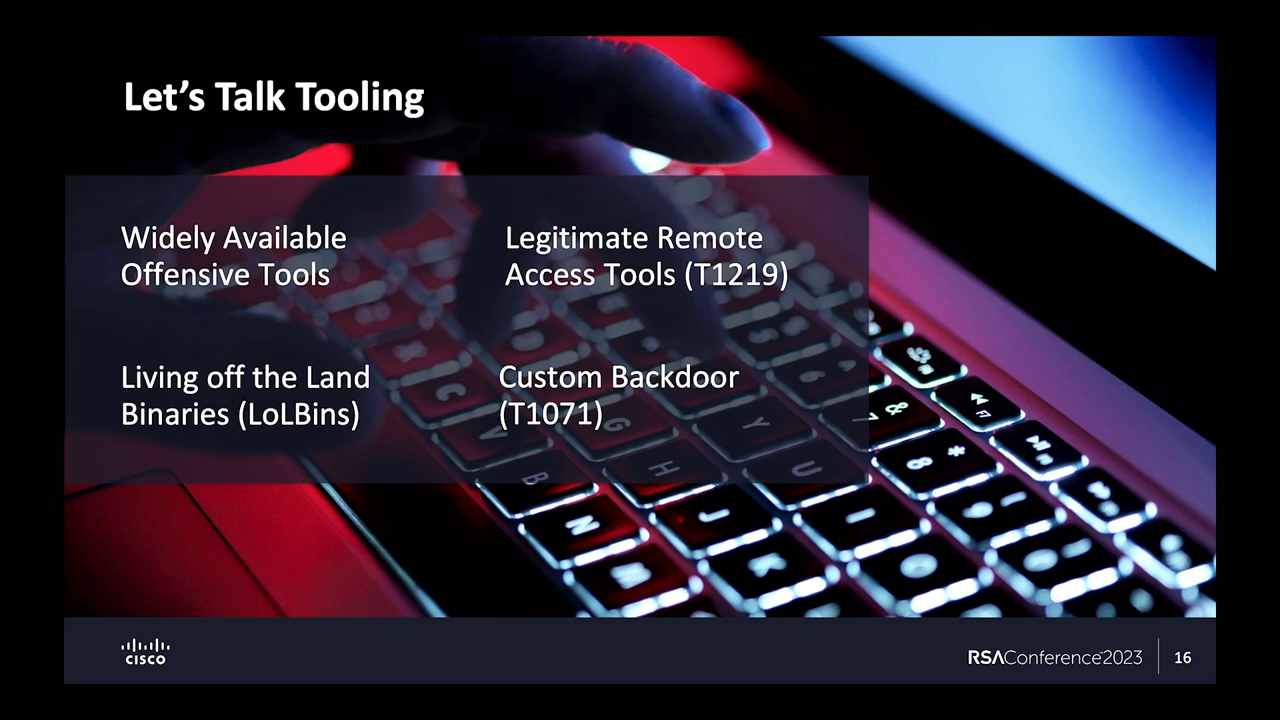 Let's Talk Tooling
Widely Available
Offensive Tools
Legitimate Remote
Access Tools (T1219)
Living off the Land
Binaries (LoLBins)
Custom Backdoor
(T1071)
CISCO
RSAConference™2023
16